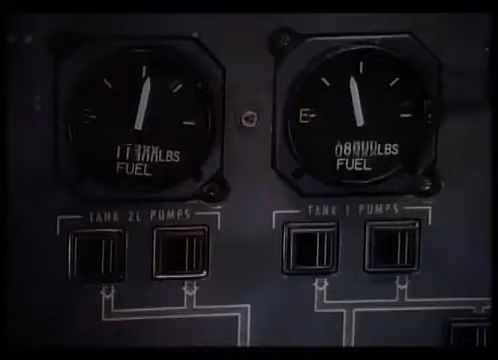 LBS
FUEL
E
LBS
FUEL
TANK 2L PUMPS
TANK 1 PUMPS